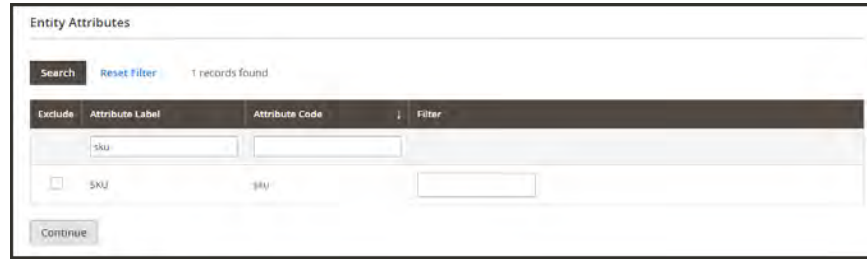 Entity Attributes
Search Reset Filter 1 records found
Exclude Attribute Label Attribute Code ↓ Filter
sku
SKU sku
Continue